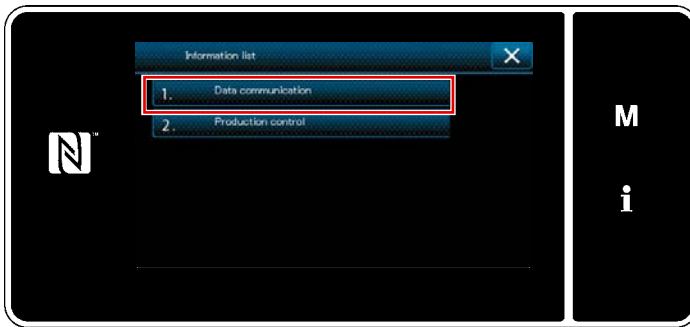 Information list
1. Data communication
2. Production control
M
i